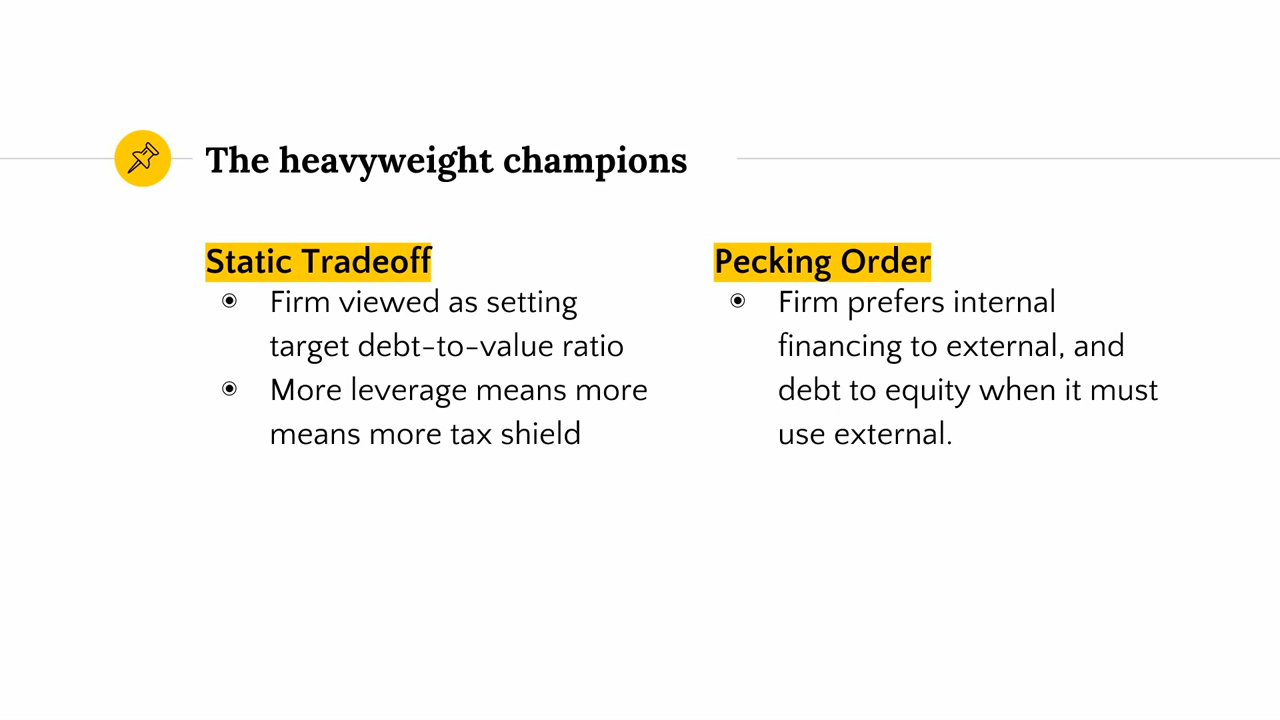 The heavyweight champions
Static Tradeoff
Firm viewed as setting
target debt-to-value ratio
More leverage means more
means more tax shield
Pecking Order
Firm prefers internal
financing to external, and
debt to equity when it must
use external.